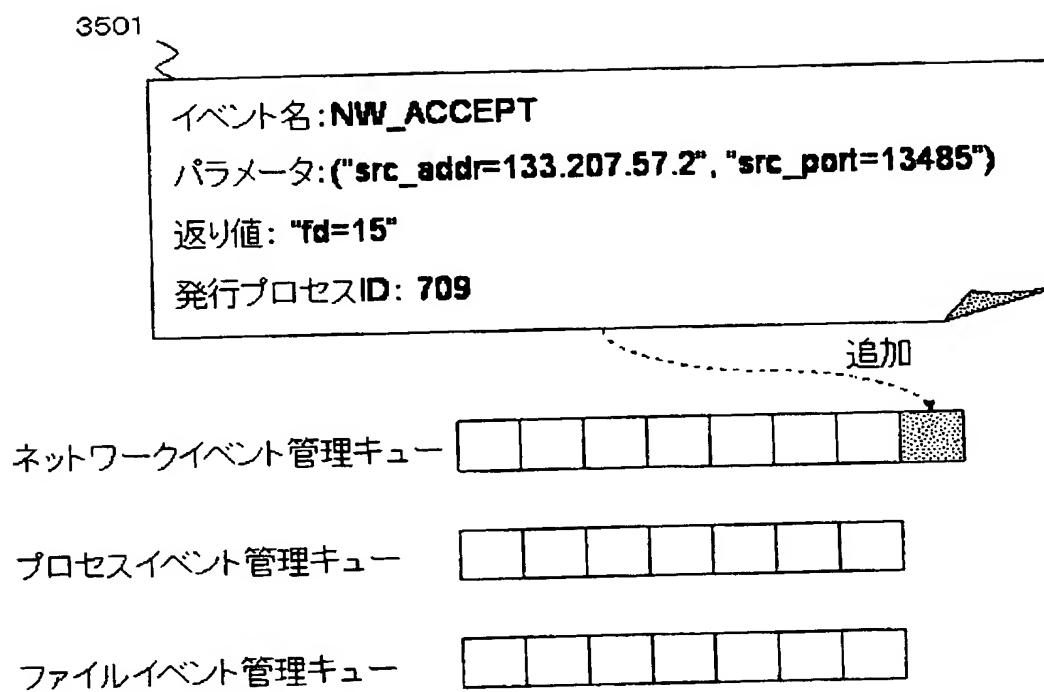 3501
イベント名:NW_ACCEPT
パラメータ:("src_addr=133.207.57.2", "src_port=13485")
返り値: "fd=15"
発行プロセスID: 709
追加
ネットワークイベント管理キュー
プロセスイベント管理キュー
ファイルイベント管理キュー